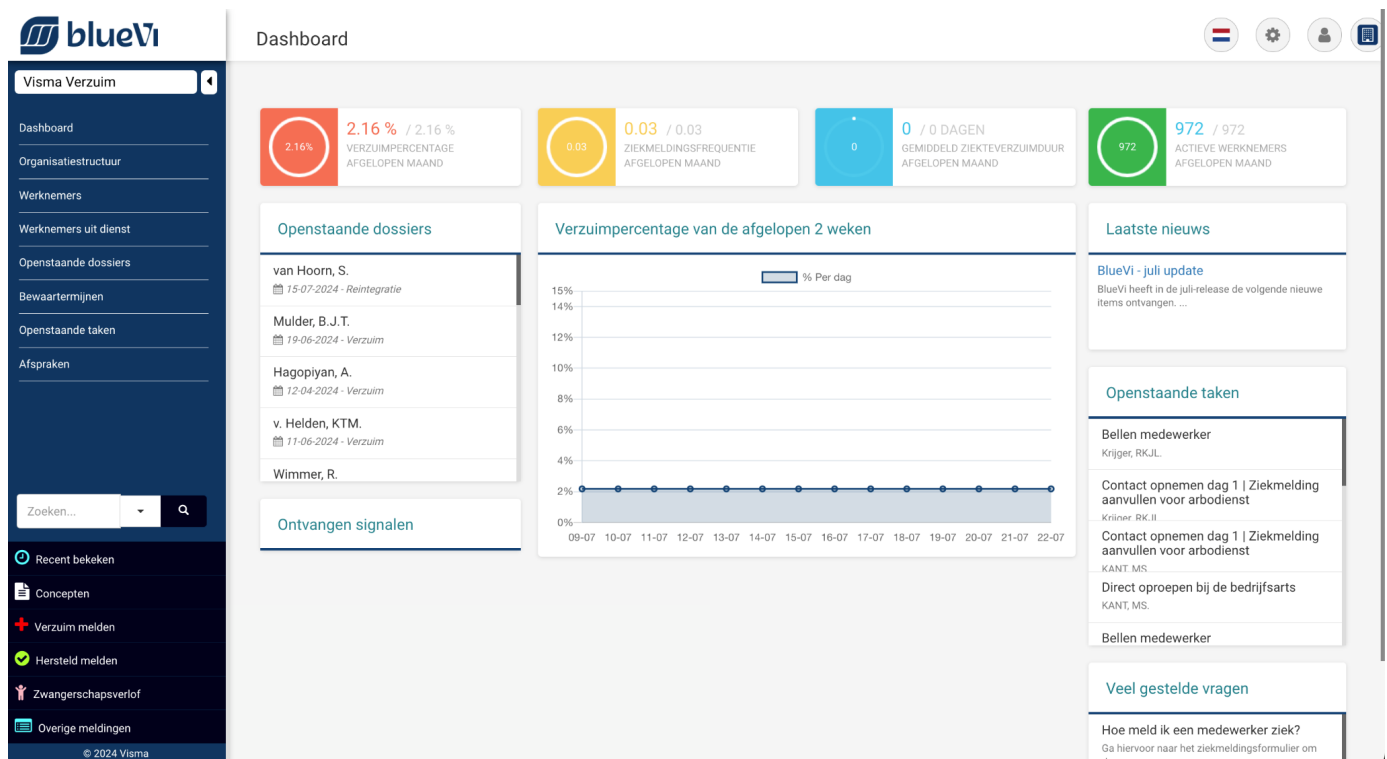 blueVi
Dashboard
Visma Verzuim
Dashboard
Organisatiestructuur
Werknemers
Werknemers uit dienst
Openstaande dossiers
Bewaartermijnen
Openstaande taken
Afspraken
Zoeken...
Recent bekeken
Concepten
Verzuim melden
Hersteld melden
Zwangerschapsverlof
Overige meldingen
© 2024 Visma
2.16%
2.16 % / 2.16 %
VERZUIMPERCENTAGE
AFGELOPEN MAAND
0.03
0.03 / 0.03
ZIEKMELDINGSFREQUENTIE
AFGELOPEN MAAND
0
0 / 0 DAGEN
GEMIDDELD ZIEKTEVERZUIMDUUR
AFGELOPEN MAAND
972
972 / 972
ACTIEVE WERKNEMERS
AFGELOPEN MAAND
Openstaande dossiers
van Hoorn, S.
15-07-2024 - Reintegratie
Mulder, B.J.T.
19-06-2024 - Verzuim
Hagopiyan, A.
12-04-2024 - Verzuim
v. Helden, KTM.
11-06-2024 - Verzuim
Wimmer, R.
Ontvangen signalen
Verzuimpercentage van de afgelopen 2 weken
% Per dag
15%
14%
12%
10%
8%
6%
4%
2%
0%
09-07 10-07 11-07 12-07 13-07 14-07 15-07 16-07 17-07 18-07 19-07 20-07 21-07 22-07
Laatste nieuws
BlueVi - juli update
BlueVi heeft in de juli-release de volgende nieuwe
items ontvangen. ...
Openstaande taken
Bellen medewerker
Krijger, RKJL.
Contact opnemen dag 1 | Ziekmelding
aanvullen voor arbodienst
Krijger, RKJL.
Contact opnemen dag 1 | Ziekmelding
aanvullen voor arbodienst
KANT, MS.
Direct oproepen bij de bedrijfsarts
KANT, MS.
Bellen medewerker
Veel gestelde vragen
Hoe meld ik een medewerker ziek?
Ga hiervoor naar het ziekmeldingsformulier om